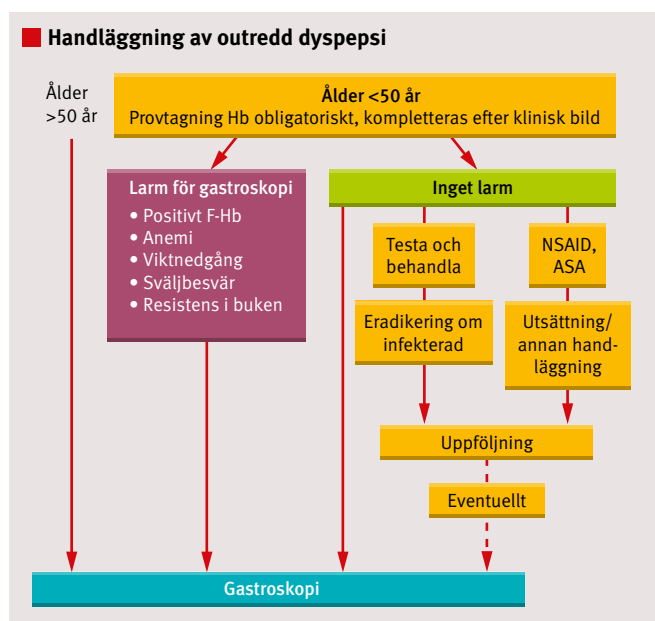 Handläggning av outredd dyspepsi
Ålder
>50 år
Ålder <50 år
Provtagning Hb obligatoriskt, kompletteras efter klinisk bild
Larm för gastroskopi
• Positivt F-Hb
• Anemi
• Viktnedgång
• Sväljbesvär
• Resistens i buken
Inget larm
Testa och
behandla
NSAID,
ASA
Eradikering om
infekterad
Utsättning/
annan hand-
läggning
Uppföljning
Eventuellt
Gastroskopi